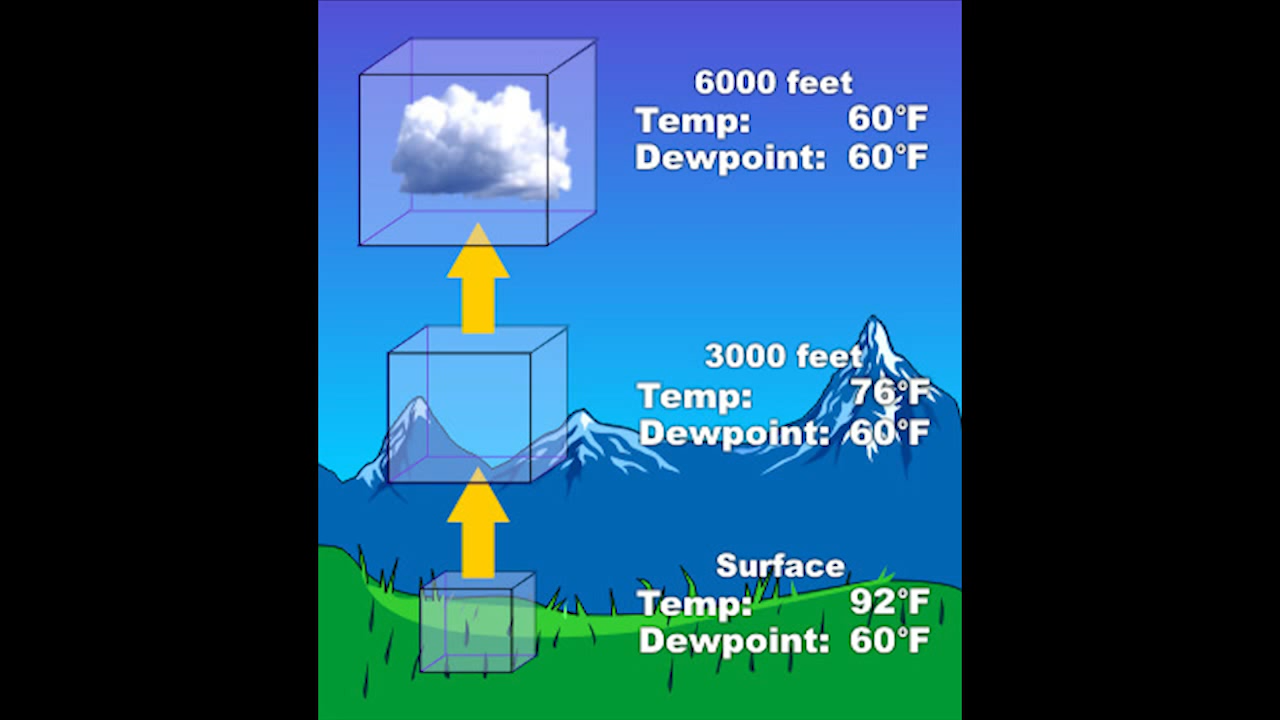 6000 feet
Temp: 60°F
Dewpoint: 60°F
3000 feet
Temp: 76°F
Dewpoint: 60°F
Surface
Temp: 92°F
Dewpoint: 60°F